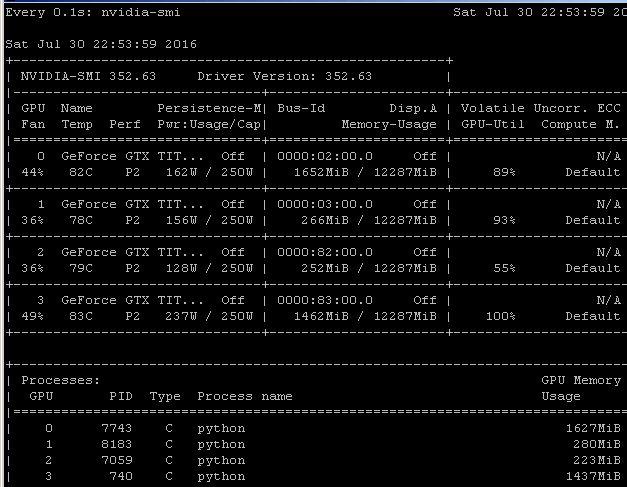 Every 0.1s: nvidia-smi Sat Jul 30 22:53:59 20
Sat Jul 30 22:53:59 2016
+------------------------------------------------------+
| NVIDIA-SMI 352.63 Driver Version: 352.63 |
|-------------------------------+----------------------+----------------------
| GPU Name Persistence-M| Bus-Id Disp.A | Volatile Uncorr. ECC
| Fan Temp Perf Pwr:Usage/Cap| Memory-Usage | GPU-Util Compute M.
|===============================+======================+======================
| 0 GeForce GTX TIT... Off | 0000:02:00.0 Off | N/A
| 44% 82C P2 162W / 250W | 1652MiB / 12287MiB | 89% Default
+-------------------------------+----------------------+----------------------
| 1 GeForce GTX TIT... Off | 0000:03:00.0 Off | N/A
| 36% 78C P2 156W / 250W | 266MiB / 12287MiB | 93% Default
+-------------------------------+----------------------+----------------------
| 2 GeForce GTX TIT... Off | 0000:82:00.0 Off | N/A
| 36% 79C P2 128W / 250W | 252MiB / 12287MiB | 55% Default
+-------------------------------+----------------------+----------------------
| 3 GeForce GTX TIT... Off | 0000:83:00.0 Off | N/A
| 49% 83C P2 237W / 250W | 1462MiB / 12287MiB | 100% Default
+-------------------------------+----------------------+----------------------
+-----------------------------------------------------------------------------
| Processes: GPU Memory
| GPU PID Type Process name Usage
|=============================================================================
| 0 7743 C python 1627MiB
| 1 8183 C python 280MiB
| 2 7059 C python 223MiB
| 3 740 C python 1437MiB